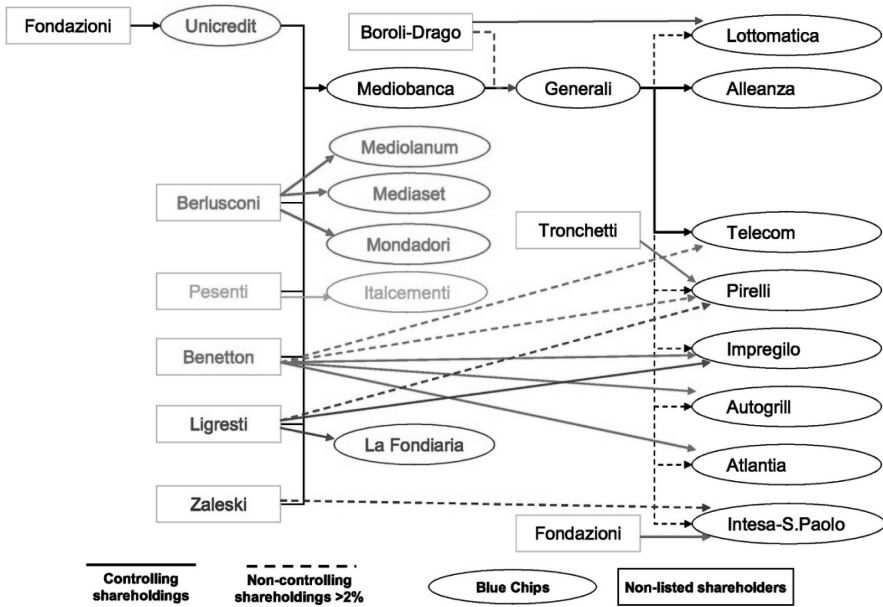 Fondazioni
Unicredit
Boroli-Drago
Lottomatica
Mediobanca
Generali
Alleanza
Mediolanum
Berlusconi
Mediaset
Mondadori
Tronchetti
Telecom
Pesenti
Italcementi
Pirelli
Benetton
Impregilo
Ligresti
La Fondiaria
Autogrill
Atlantia
Zaleski
Fondazioni
Intesa-S.Paolo
Controlling
shareholdings
Non-controlling
shareholdings >2%
Blue Chips
Non-listed shareholders